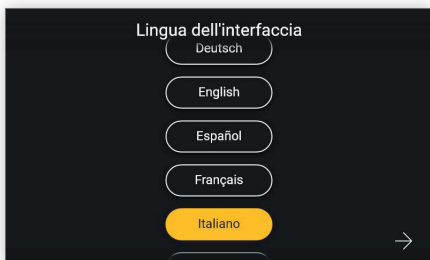 Lingua dell'interfaccia
Deutsch
English
Español
Français
Italiano